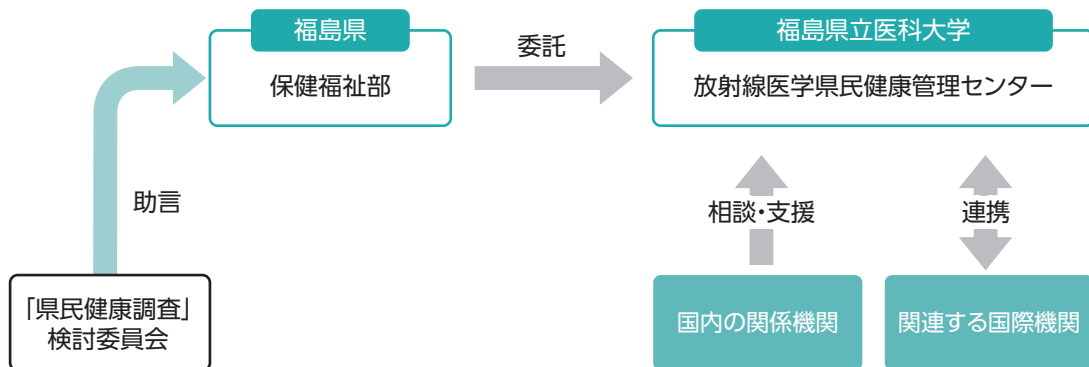 福島県
保健福祉部
委託
福島県立医科大学
放射線医学県民健康管理センター
助言
相談・支援
連携
「県民健康調査」
検討委員会
国内の関係機関
関連する国際機関